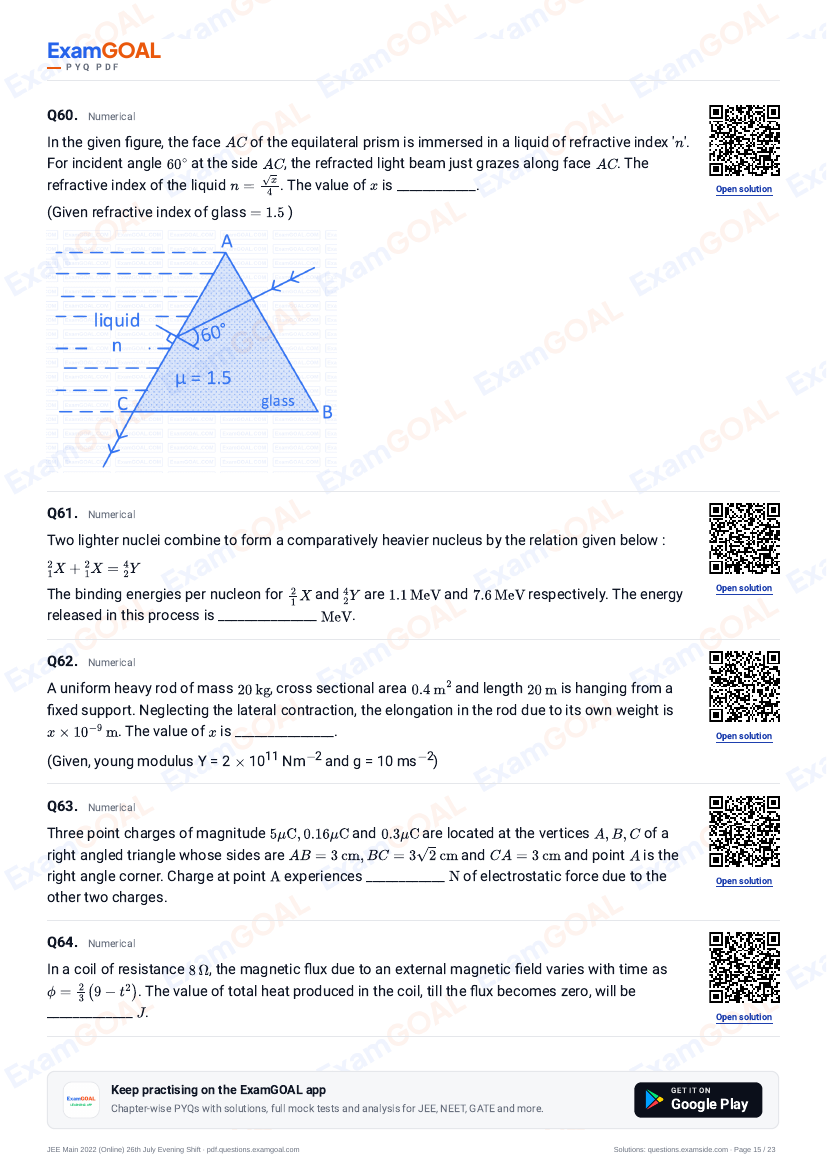 ExamGOAL
PYQ PDF
Q60. Numerical
In the given figure, the face AC of the equilateral prism is immersed in a liquid of refractive index 'n'.
For incident angle 60° at the side AC, the refracted light beam just grazes along face AC. The
refractive index of the liquid n = √x/4. The value of x is ____________.
(Given refractive index of glass = 1.5 )
Open solution
A
liquid
n
60°
μ = 1.5
C
glass
B
Q61. Numerical
Two lighter nuclei combine to form a comparatively heavier nucleus by the relation given below :
²₁X + ²₁X = ⁴₂Y
The binding energies per nucleon for ²₁X and ⁴₂Y are 1.1 MeV and 7.6 MeV respectively. The energy
released in this process is _______________ MeV.
Open solution
Q62. Numerical
A uniform heavy rod of mass 20 kg, cross sectional area 0.4 m² and length 20 m is hanging from a
fixed support. Neglecting the lateral contraction, the elongation in the rod due to its own weight is
x × 10⁻⁹ m. The value of x is _______________.
(Given, young modulus Y = 2 × 10¹¹ Nm⁻² and g = 10 ms⁻²)
Open solution
Q63. Numerical
Three point charges of magnitude 5μC, 0.16μC and 0.3μC are located at the vertices A, B, C of a
right angled triangle whose sides are AB = 3 cm, BC = 3√2 cm and CA = 3 cm and point A is the
right angle corner. Charge at point A experiences ____________ N of electrostatic force due to the
other two charges.
Open solution
Q64. Numerical
In a coil of resistance 8 Ω, the magnetic flux due to an external magnetic field varies with time as
ϕ = 2/3 (9 − t²). The value of total heat produced in the coil, till the flux becomes zero, will be
_____________ J.
Open solution
ExamGOAL
Keep practising on the ExamGOAL app
Chapter-wise PYQs with solutions, full mock tests and analysis for JEE, NEET, GATE and more.
GET IT ON
Google Play
JEE Main 2022 (Online) 26th July Evening Shift · pdf.questions.examgoal.com
Solutions: questions.examside.com · Page 15 / 23